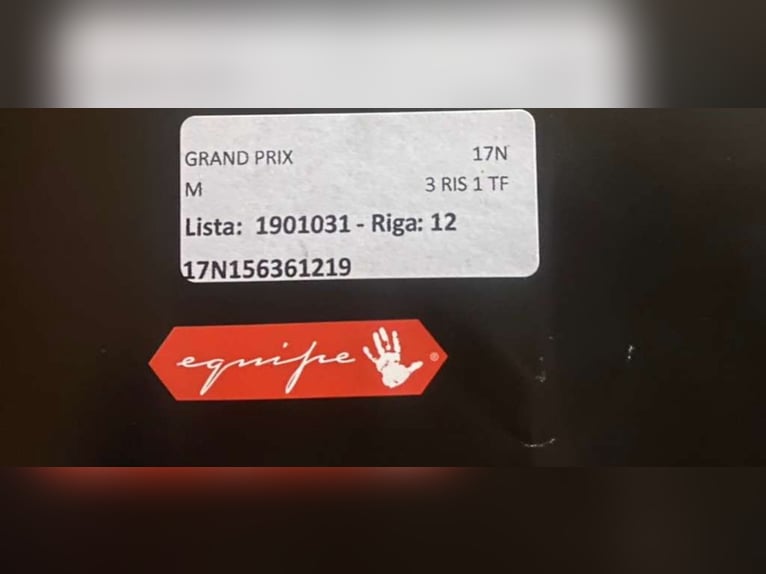 GRAND PRIX 17N
M 3 RIS 1 TF
Lista: 1901031 - Riga: 12
17N156361219
equipe ®